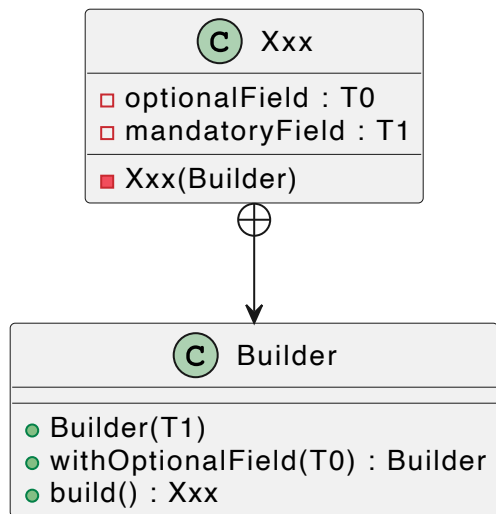 C Xxx
optionalField : T0
mandatoryField : T1
Xxx(Builder)
C Builder
Builder(T1)
withOptionalField(T0) : Builder
build() : Xxx